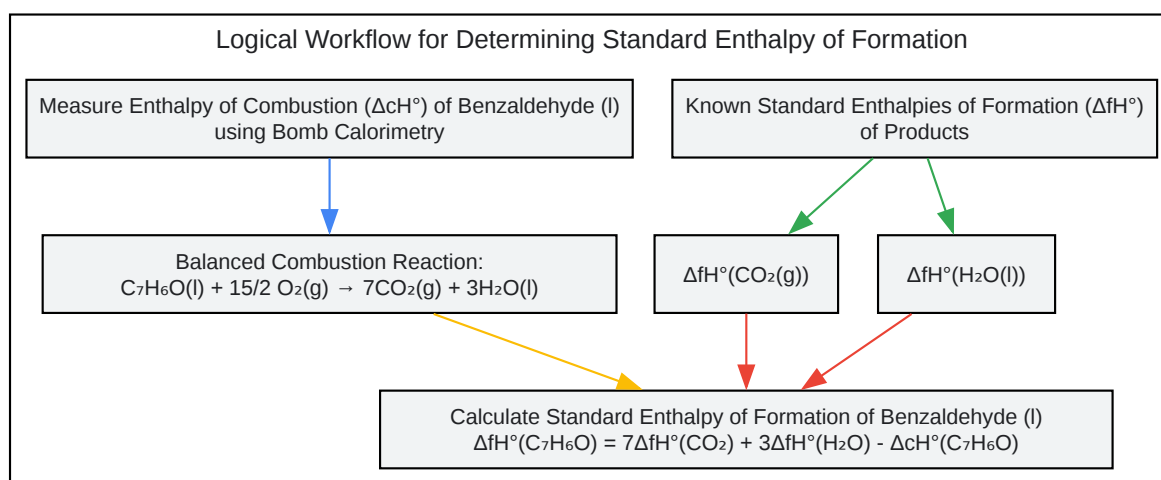 Logical Workflow for Determining Standard Enthalpy of Formation
Measure Enthalpy of Combustion (ΔcH°) of Benzaldehyde (l)
using Bomb Calorimetry
Known Standard Enthalpies of Formation (ΔfH°)
of Products
Balanced Combustion Reaction:
C₇H₆O(l) + 15/2 O₂(g) → 7CO₂(g) + 3H₂O(l)
ΔfH°(CO₂(g))
ΔfH°(H₂O(l))
Calculate Standard Enthalpy of Formation of Benzaldehyde (l)
ΔfH°(C₇H₆O) = 7ΔfH°(CO₂) + 3ΔfH°(H₂O) - ΔcH°(C₇H₆O)